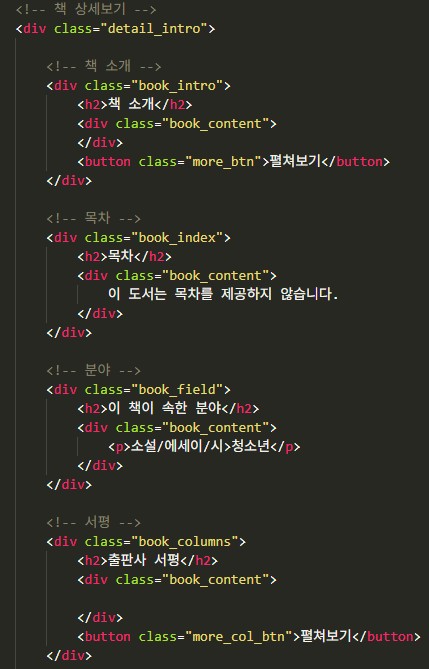 <!-- 책 상세보기 -->
<div class="detail_intro">
<!-- 책 소개 -->
<div class="book_intro">
<h2>책 소개</h2>
<div class="book_content">
</div>
<button class="more_btn">펼쳐보기</button>
</div>
<!-- 목차 -->
<div class="book_index">
<h2>목차</h2>
<div class="book_content">
이 도서는 목차를 제공하지 않습니다.
</div>
</div>
<!-- 분야 -->
<div class="book_field">
<h2>이 책이 속한 분야</h2>
<div class="book_content">
<p>소설/에세이/시>청소년</p>
</div>
</div>
<!-- 서평 -->
<div class="book_columns">
<h2>출판사 서평</h2>
<div class="book_content">
</div>
<button class="more_col_btn">펼쳐보기</button>
</div>